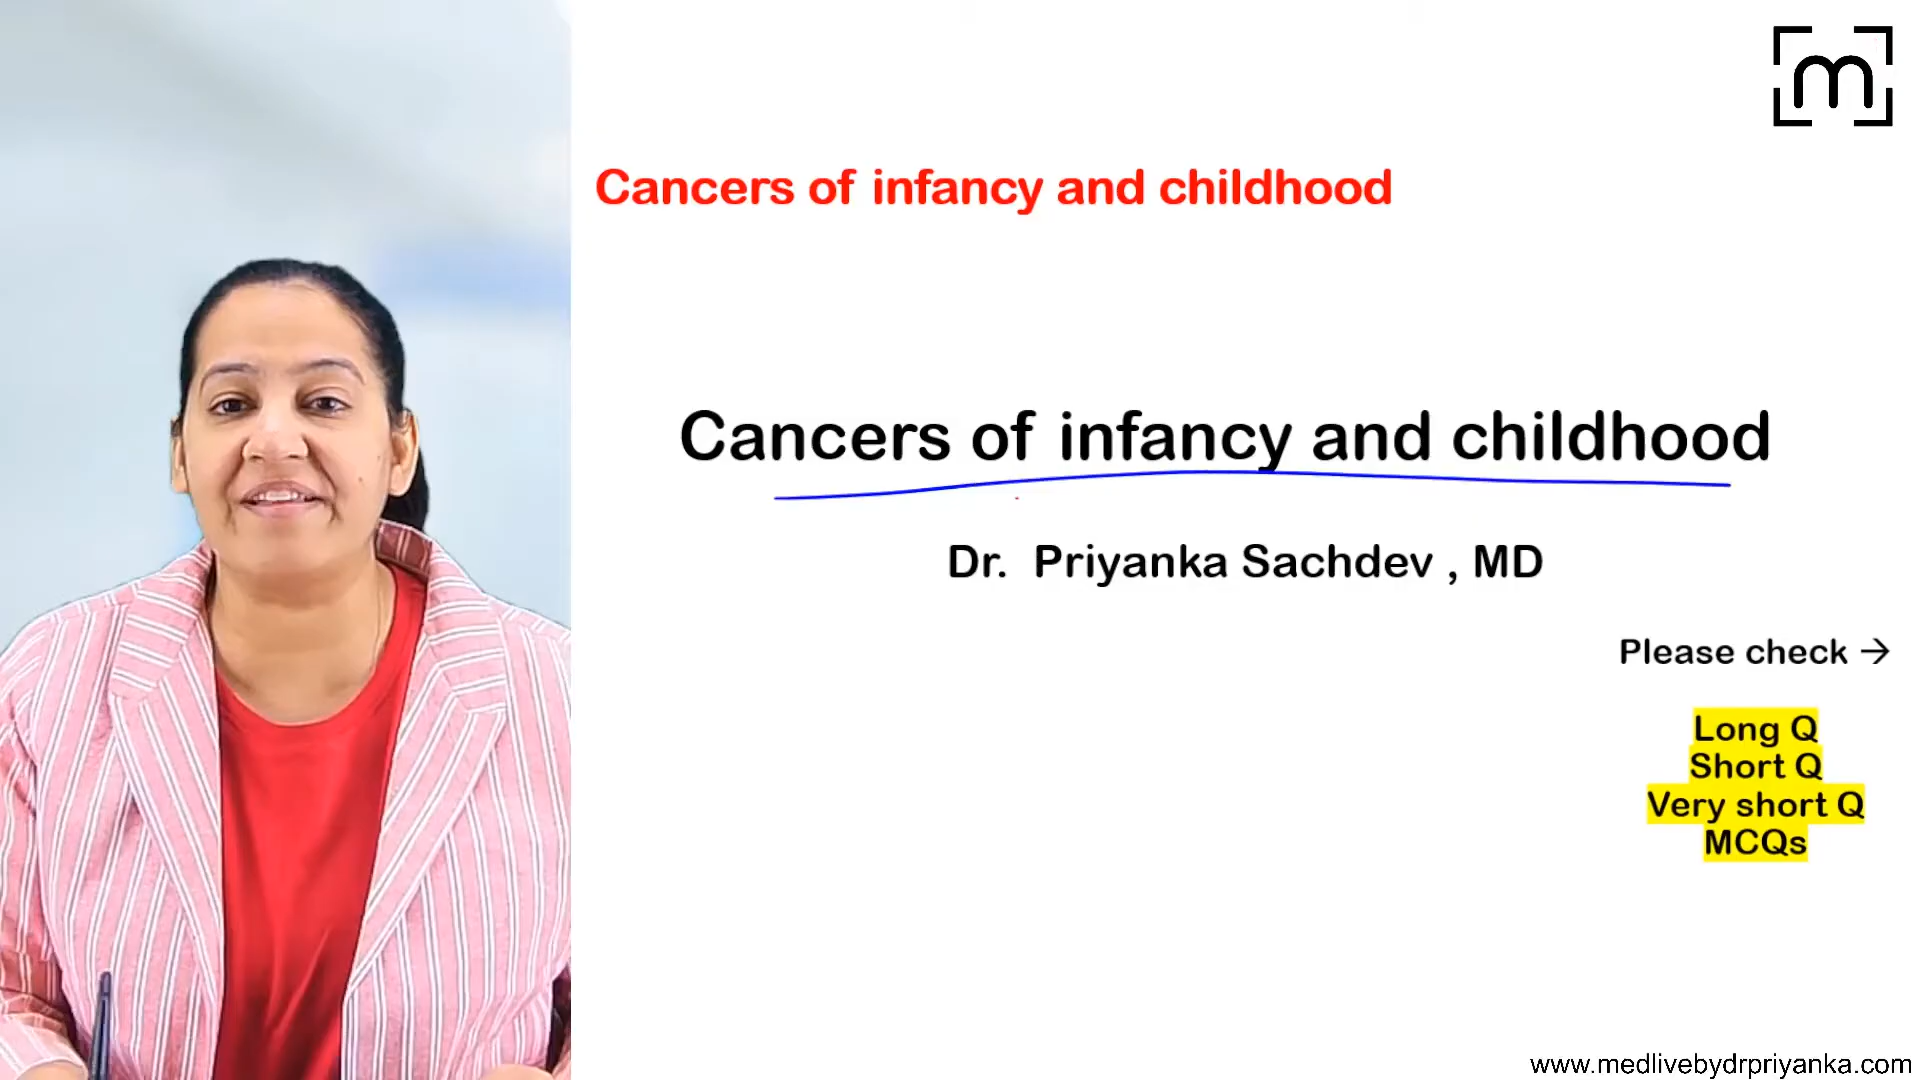 m
Cancers of infancy and childhood
Cancers of infancy and childhood
Dr. Priyanka Sachdev , MD
Please check →
Long Q
Short Q
Very short Q
MCQs
www.medlivebydrpriyanka.com